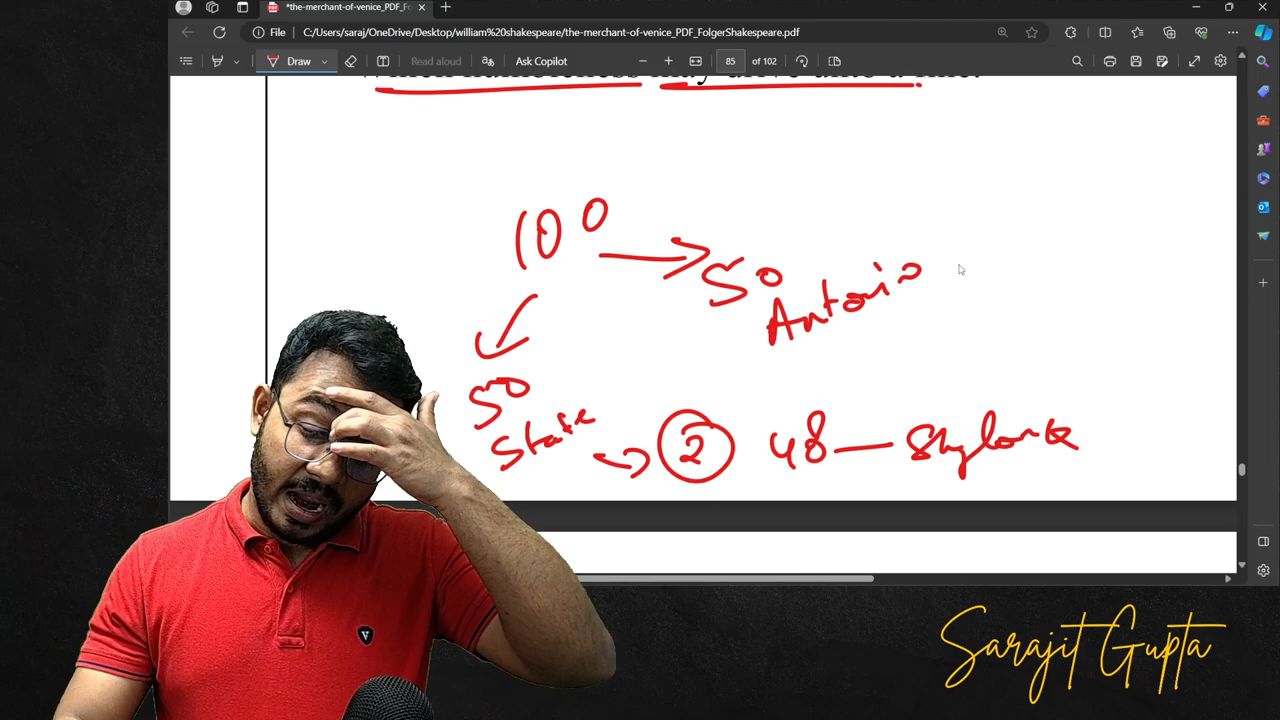 *the-merchant-of-venice_PDF_F
File C:/Users/saraj/OneDrive/Desktop/william%20shakespeare/the-merchant-of-venice_PDF_FolgerShakespeare.pdf
Draw Read aloud Ask Copilot 85 of 102
100
50
Antonio
50
State
2 48 — Shylock
Sarajit Gupta